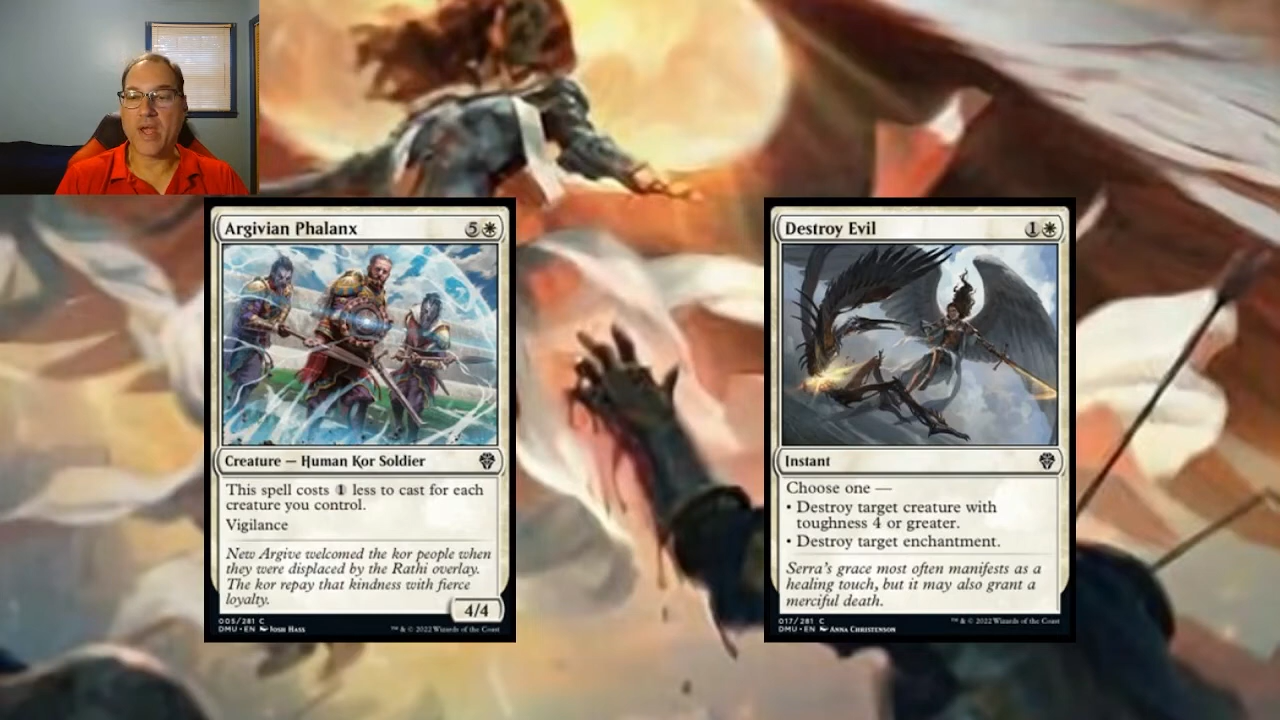 Argivian Phalanx 5
Creature — Human Kor Soldier
This spell costs 1 less to cast for each
creature you control.
Vigilance
New Argive welcomed the kor people when
they were displaced by the Rathi overlay.
The kor repay that kindness with fierce
loyalty.
4/4
005/281 C
DMU • EN Josh Hass ™ & © 2022 Wizards of the Coast
Destroy Evil 1
Instant
Choose one —
• Destroy target creature with
toughness 4 or greater.
• Destroy target enchantment.
Serra's grace most often manifests as a
healing touch, but it may also grant a
merciful death.
017/281 C ™ & © 2022 Wizards of the Coast
DMU • EN Anna Christenson